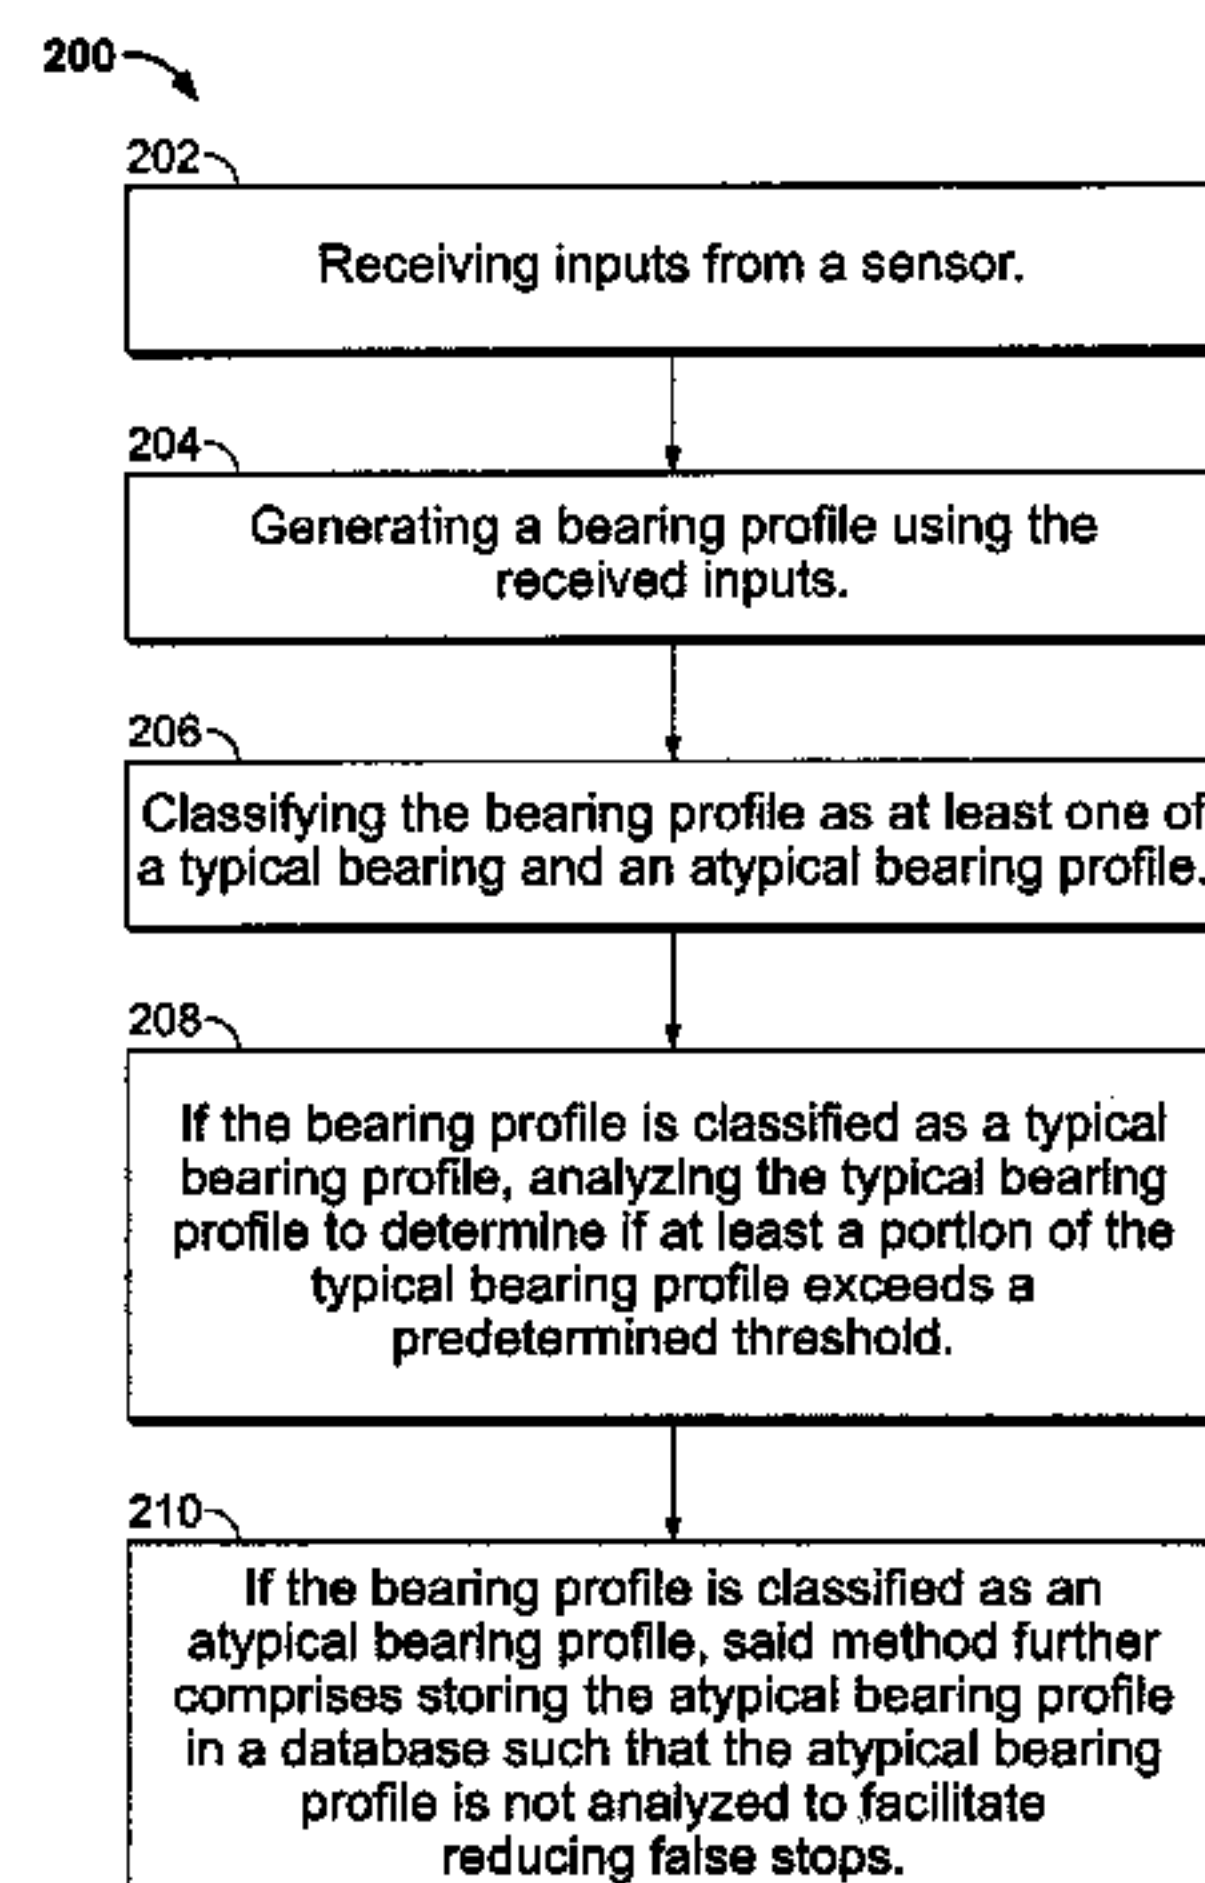 200
202
Receiving inputs from a sensor.
204
Generating a bearing profile using the
received inputs.
206
Classifying the bearing profile as at least one of
a typical bearing and an atypical bearing profile.
208
If the bearing profile is classified as a typical
bearing profile, analyzing the typical bearing
profile to determine if at least a portion of the
typical bearing profile exceeds a
predetermined threshold.
210
If the bearing profile is classified as an
atypical bearing profile, said method further
comprises storing the atypical bearing profile
in a database such that the atypical bearing
profile is not analyzed to facilitate
reducing false stops.